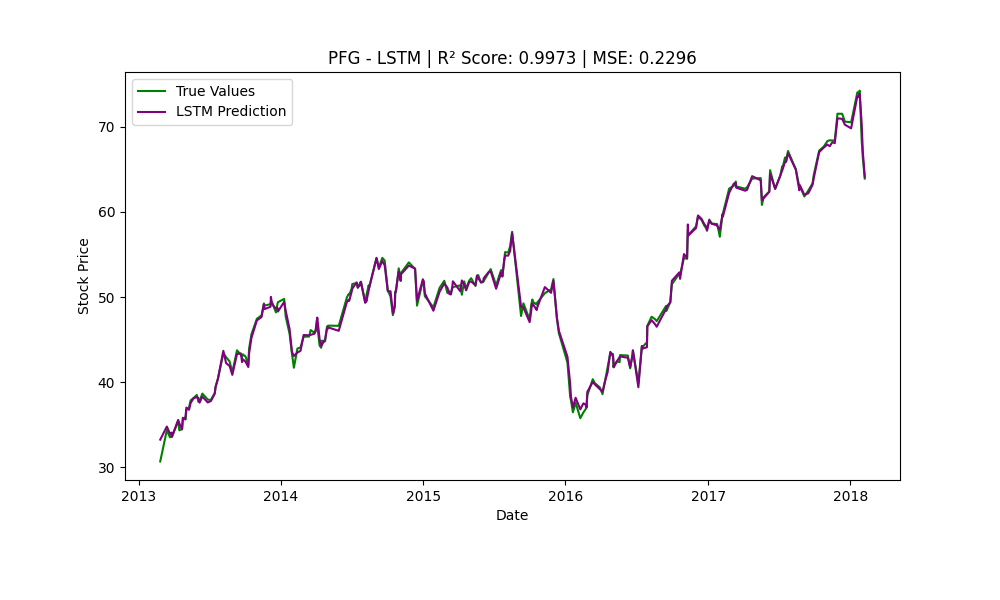 PFG - LSTM | R² Score: 0.9973 | MSE: 0.2296
True Values
LSTM Prediction
Stock Price
70
60
50
40
30
2013 2014 2015 2016 2017 2018
Date